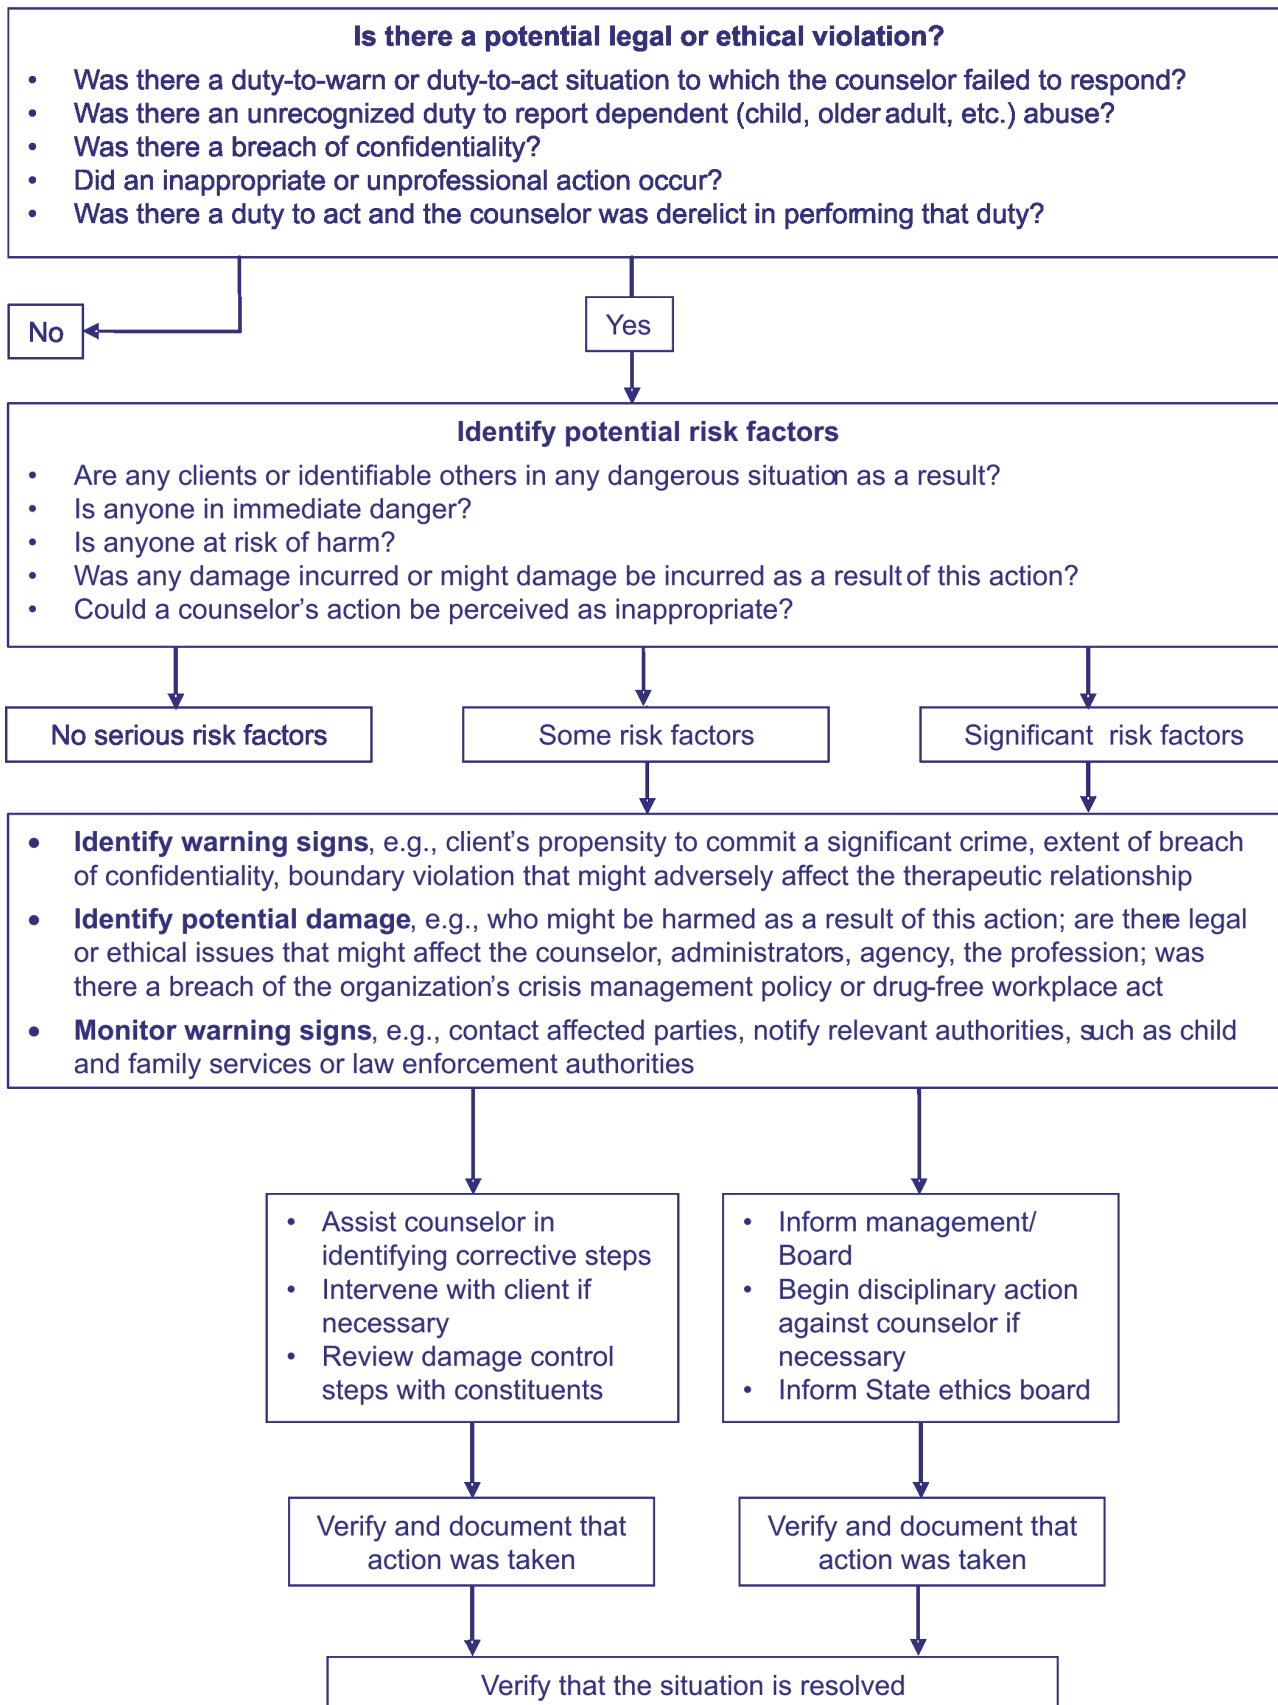 Is there a potential legal or ethical violation?
• Was there a duty-to-warn or duty-to-act situation to which the counselor failed to respond?
• Was there an unrecognized duty to report dependent (child, older adult, etc.) abuse?
• Was there a breach of confidentiality?
• Did an inappropriate or unprofessional action occur?
• Was there a duty to act and the counselor was derelict in performing that duty?
No
Yes
Identify potential risk factors
• Are any clients or identifiable others in any dangerous situation as a result?
• Is anyone in immediate danger?
• Is anyone at risk of harm?
• Was any damage incurred or might damage be incurred as a result of this action?
• Could a counselor's action be perceived as inappropriate?
No serious risk factors
Some risk factors
Significant risk factors
• Identify warning signs, e.g., client's propensity to commit a significant crime, extent of breach
of confidentiality, boundary violation that might adversely affect the therapeutic relationship
• Identify potential damage, e.g., who might be harmed as a result of this action; are there legal
or ethical issues that might affect the counselor, administrators, agency, the profession; was
there a breach of the organization's crisis management policy or drug-free workplace act
• Monitor warning signs, e.g., contact affected parties, notify relevant authorities, such as child
and family services or law enforcement authorities
• Assist counselor in
identifying corrective steps
• Intervene with client if
necessary
• Review damage control
steps with constituents
• Inform management/
Board
• Begin disciplinary action
against counselor if
necessary
• Inform State ethics board
Verify and document that
action was taken
Verify and document that
action was taken
Verify that the situation is resolved